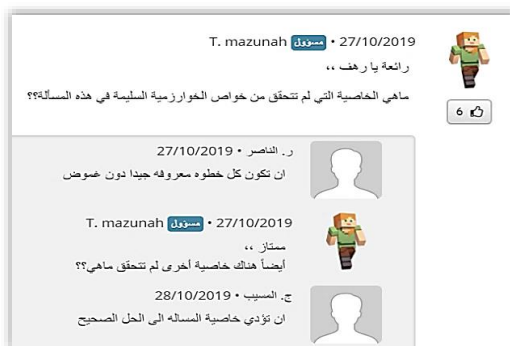 T. mazunah مسؤول • 27/10/2019
رائعة يا رهف ،،
ماهي الخاصية التي لم تتحقق من خواص الخوارزمية السليمة في هذه المسألة؟؟
6
ر. الناصر • 27/10/2019
ان تكون كل خطوه معروفه جيدا دون غموض
T. mazunah مسؤول • 27/10/2019
ممتاز ،،
أيضاً هناك خاصية أخرى لم تتحقق ماهي؟؟
ج. المسيب • 28/10/2019
ان تؤدي خاصية المساله الى الحل الصحيح